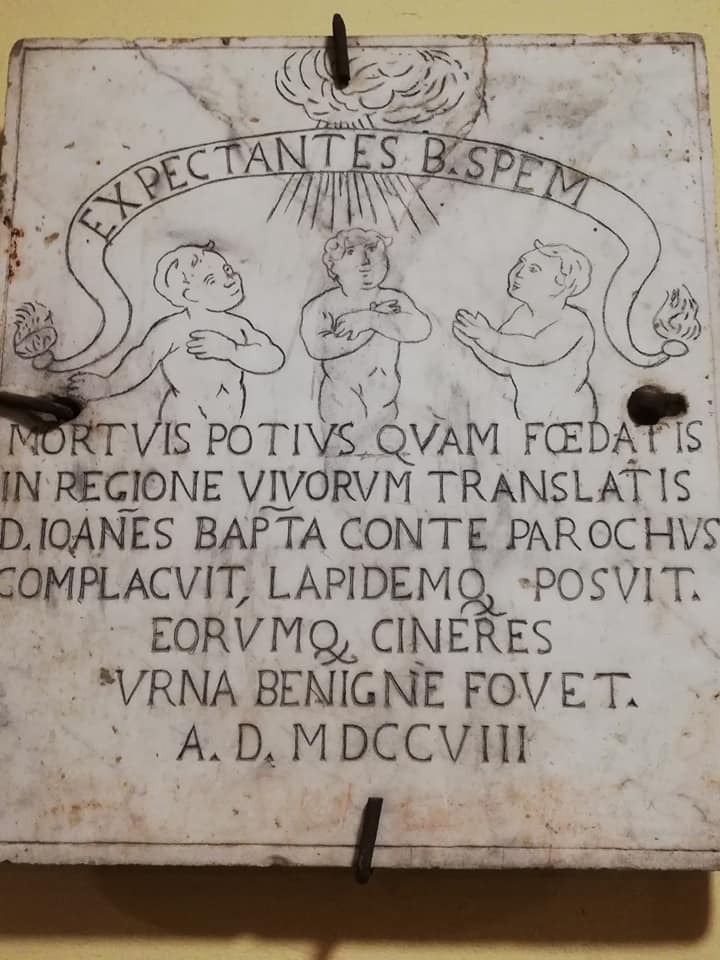 EXPECTANTES B. SPEM
MORTVIS POTIVS QVAM FŒDATIS
IN REGIONE VIVORVM TRANSLATIS
D. IOAÑES BAPT̃A CONTE PAROCHVS
COMPLACVIT, LAPIDEMQ, POSVIT.
EORVMQ, CINERES
VRNA BENIGNE FOVET.
A. D. MDCCVIII